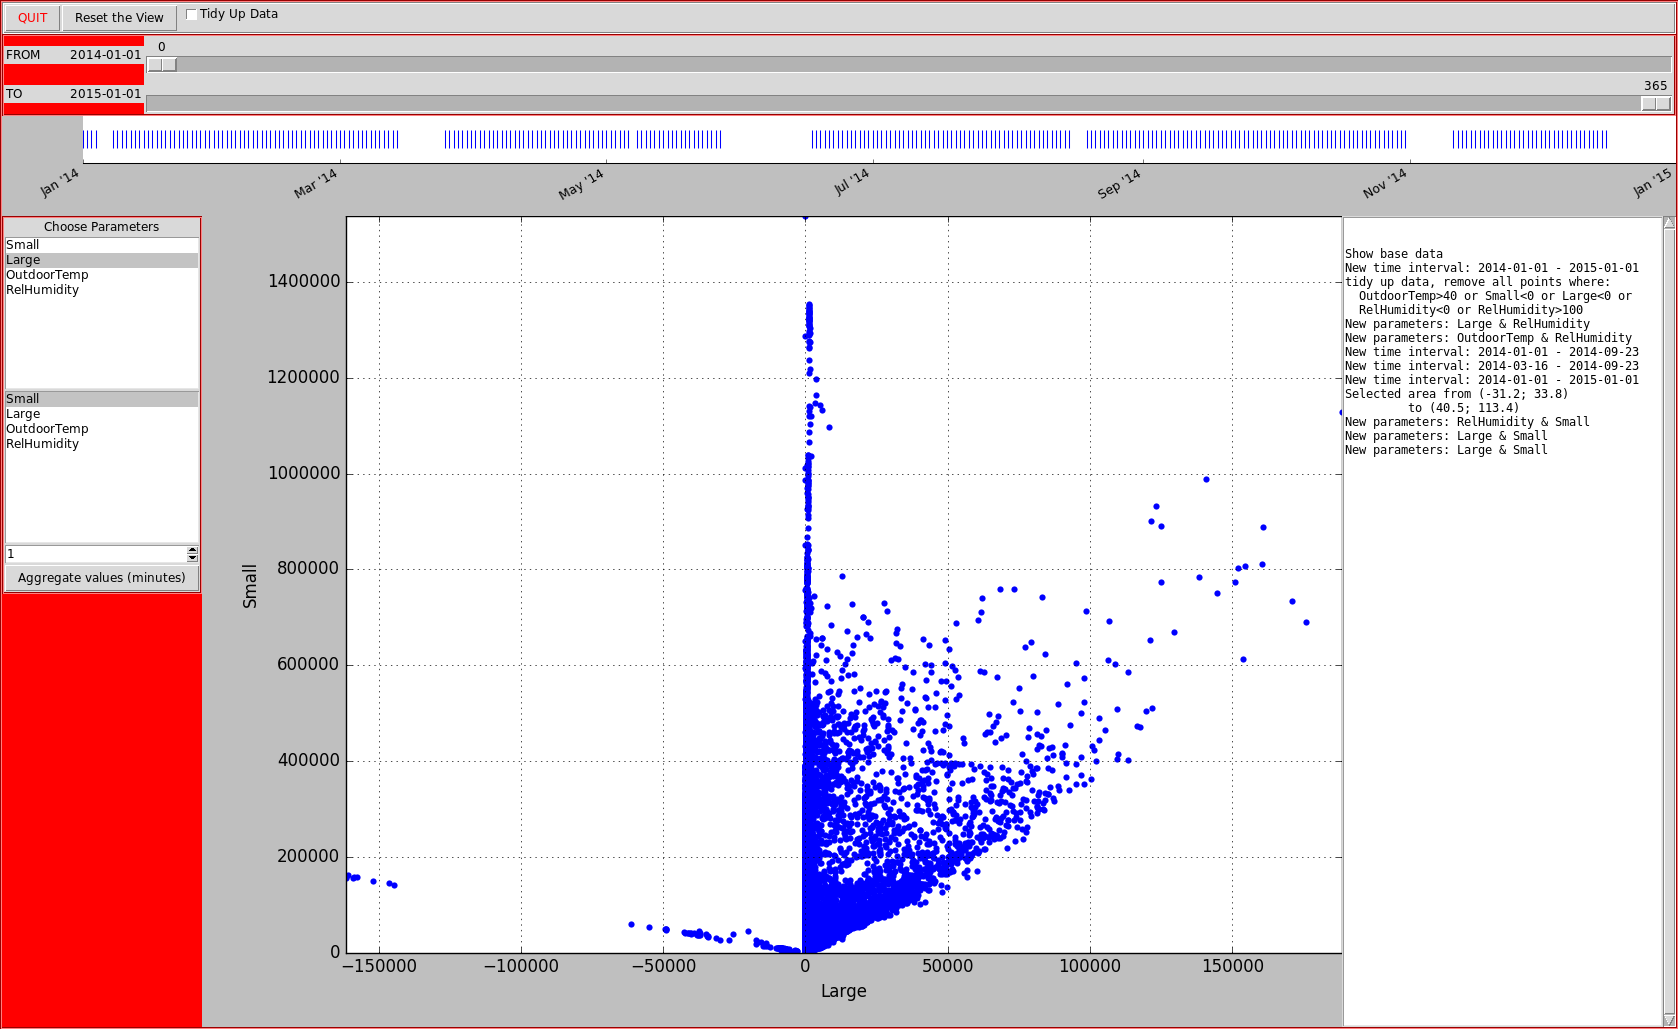 QUIT Reset the View Tidy Up Data
0
FROM 2014-01-01
365
TO 2015-01-01
Jan '14 Mar '14 May '14 Jul '14 Sep '14 Nov '14 Jan '15
Choose Parameters
Small
Large
OutdoorTemp
RelHumidity
Small
Large
OutdoorTemp
RelHumidity
1
Aggregate values (minutes)
Small
1400000
1200000
1000000
800000
600000
400000
200000
0
−150000 −100000 −50000 0 50000 100000 150000
Large
Show base data
New time interval: 2014-01-01 - 2015-01-01
tidy up data, remove all points where:
OutdoorTemp>40 or Small<0 or Large<0 or
RelHumidity<0 or RelHumidity>100
New parameters: Large & RelHumidity
New parameters: OutdoorTemp & RelHumidity
New time interval: 2014-01-01 - 2014-09-23
New time interval: 2014-03-16 - 2014-09-23
New time interval: 2014-01-01 - 2015-01-01
Selected area from (-31.2; 33.8)
to (40.5; 113.4)
New parameters: RelHumidity & Small
New parameters: Large & Small
New parameters: Large & Small